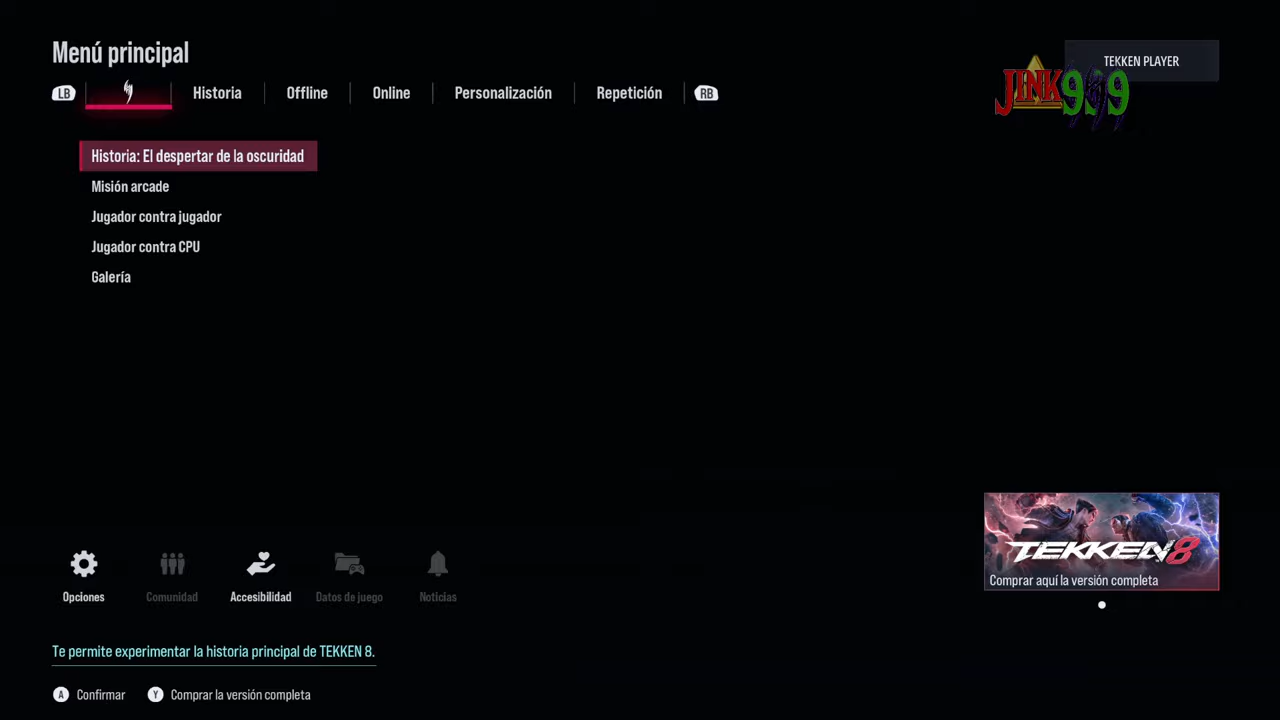 Menú principal
TEKKEN PLAYER
JINK999
LB
Historia
Offline
Online
Personalización
Repetición
RB
Historia: El despertar de la oscuridad
Misión arcade
Jugador contra jugador
Jugador contra CPU
Galería
TEKKEN 8
Comprar aquí la versión completa
Opciones
Comunidad
Accesibilidad
Datos de juego
Noticias
Te permite experimentar la historia principal de TEKKEN 8.
A Confirmar
Y Comprar la versión completa